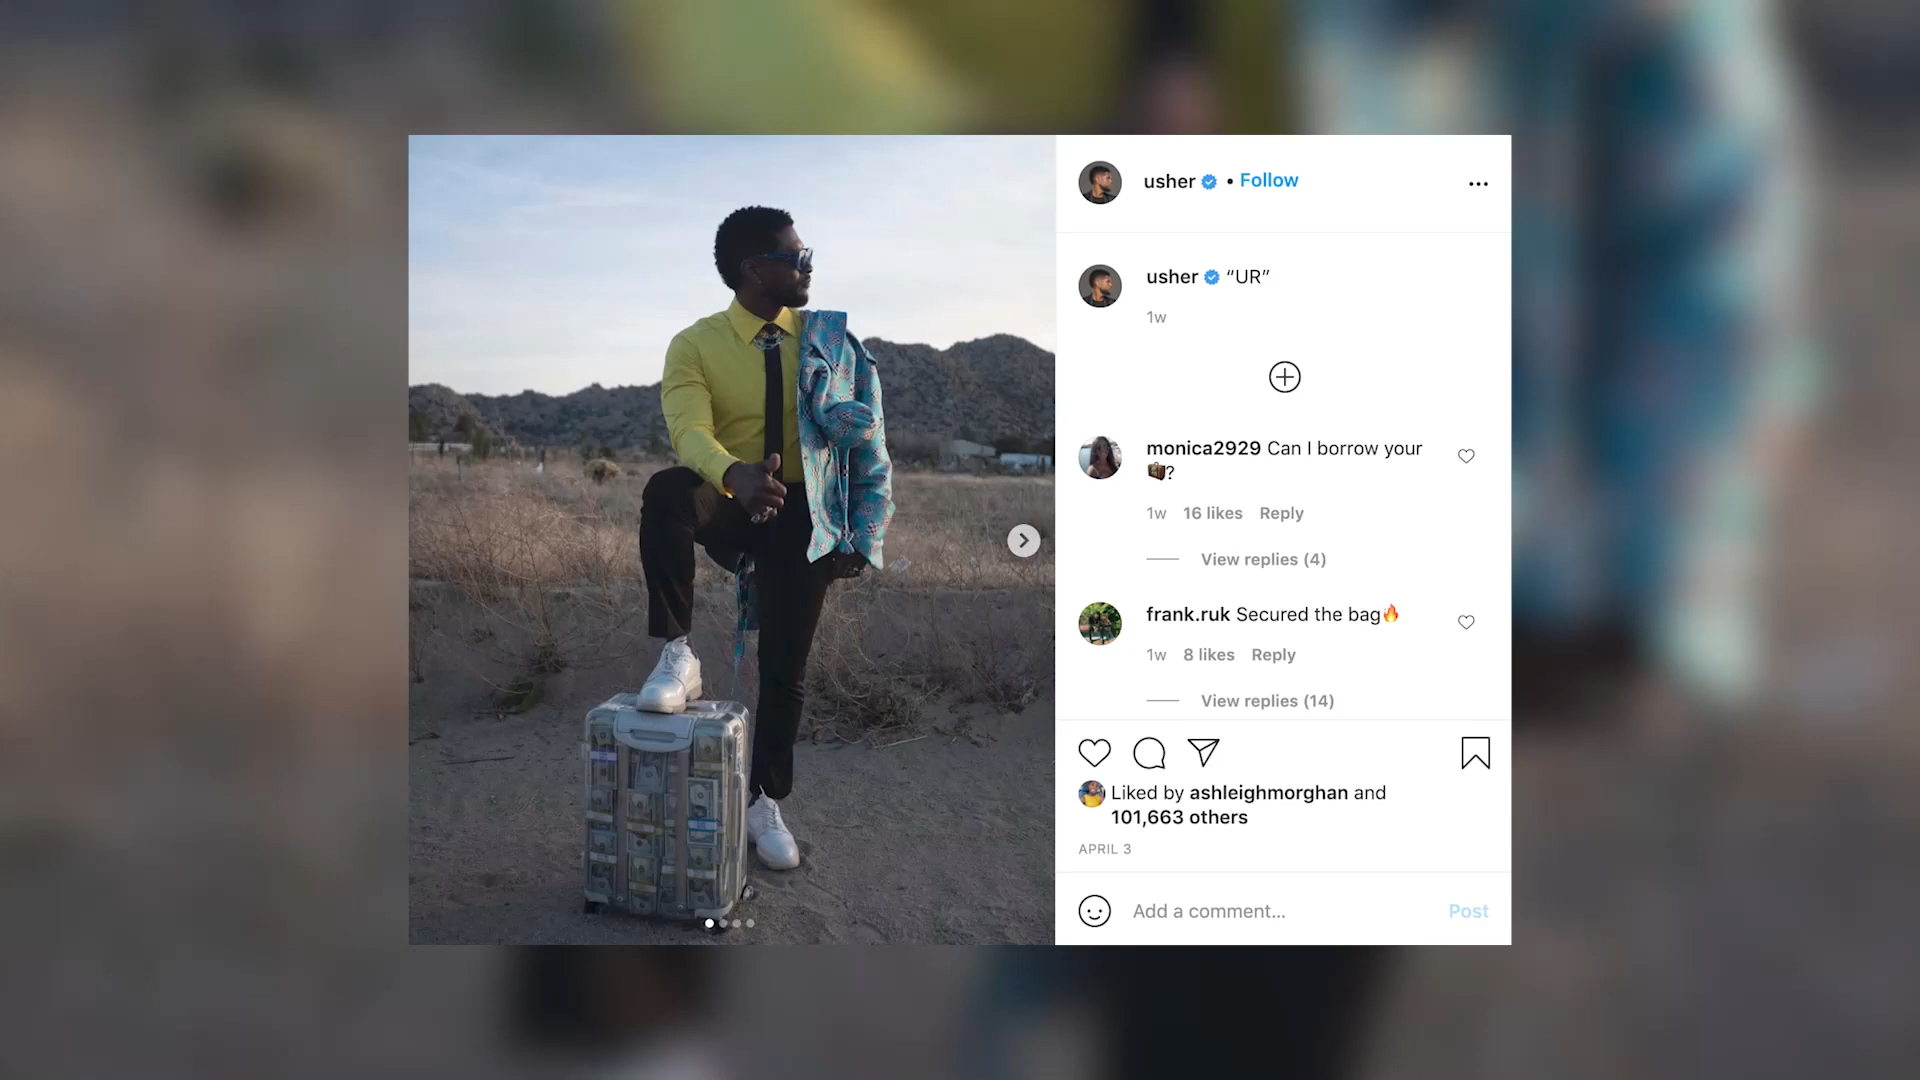 usher • Follow
usher “UR”
1w
monica2929 Can I borrow your
💼?
1w 16 likes Reply
View replies (4)
frank.ruk Secured the bag🔥
1w 8 likes Reply
View replies (14)
Liked by ashleighmorghan and
101,663 others
APRIL 3
Add a comment... Post